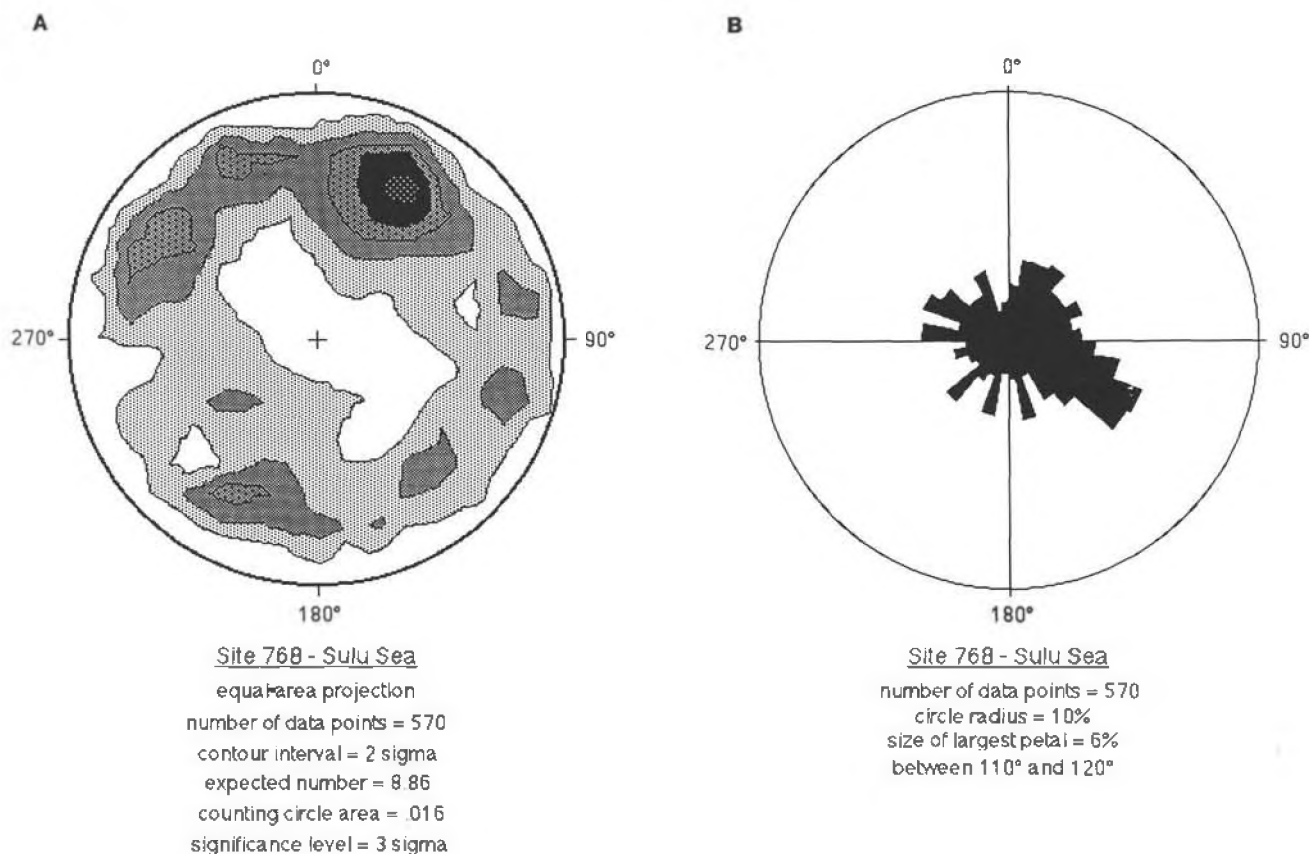 A
0°
270°
90°
180°
Site 768 - Sulu Sea
equal-area projection
number of data points = 570
contour interval = 2 sigma
expected number = 8.86
counting circle area = .016
significance level = 3 sigma
B
0°
270°
90°
180°
Site 768 - Sulu Sea
number of data points = 570
circle radius = 10%
size of largest petal = 6%
between 110° and 120°